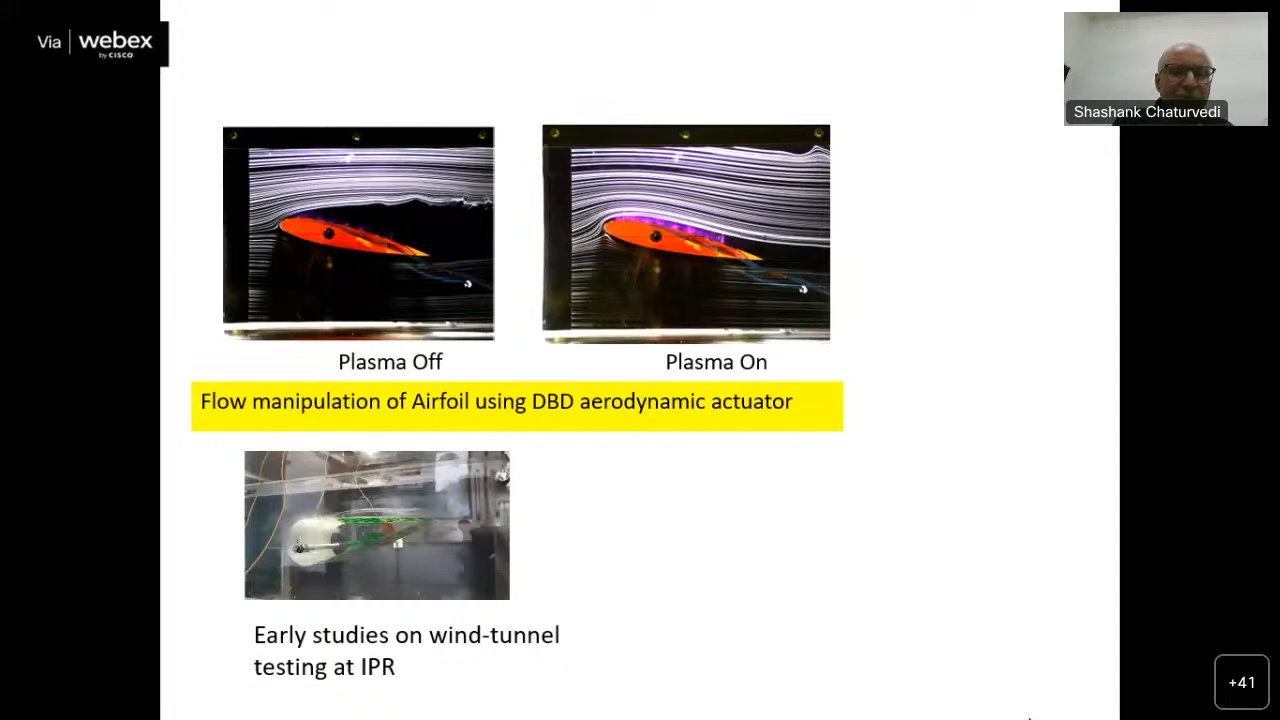 Via webex
by CISCO
Shashank Chaturvedi
Plasma Off
Plasma On
Flow manipulation of Airfoil using DBD aerodynamic actuator
Early studies on wind-tunnel
testing at IPR
+41